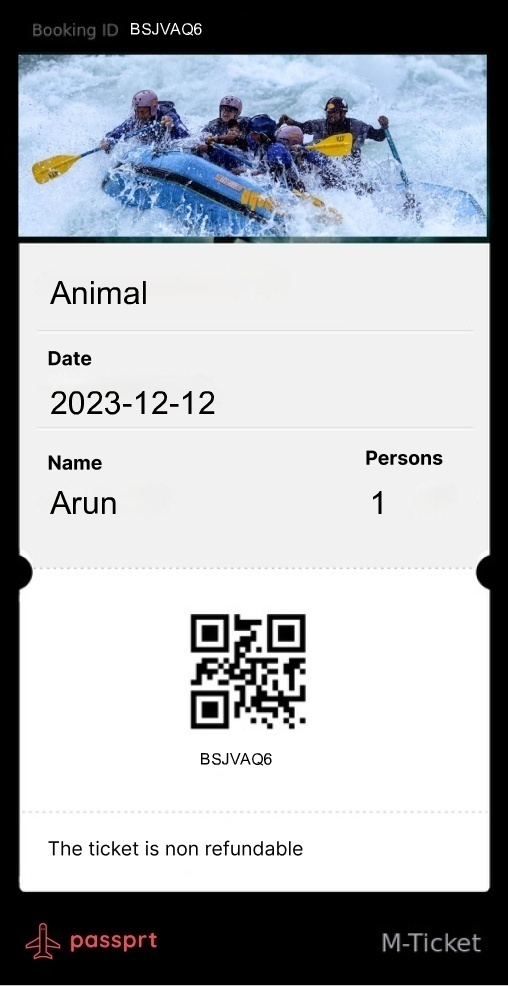 Booking ID BSJVAQ6
Animal
Date
2023-12-12
Name Persons
Arun 1
BSJVAQ6
The ticket is non refundable
passprt M-Ticket